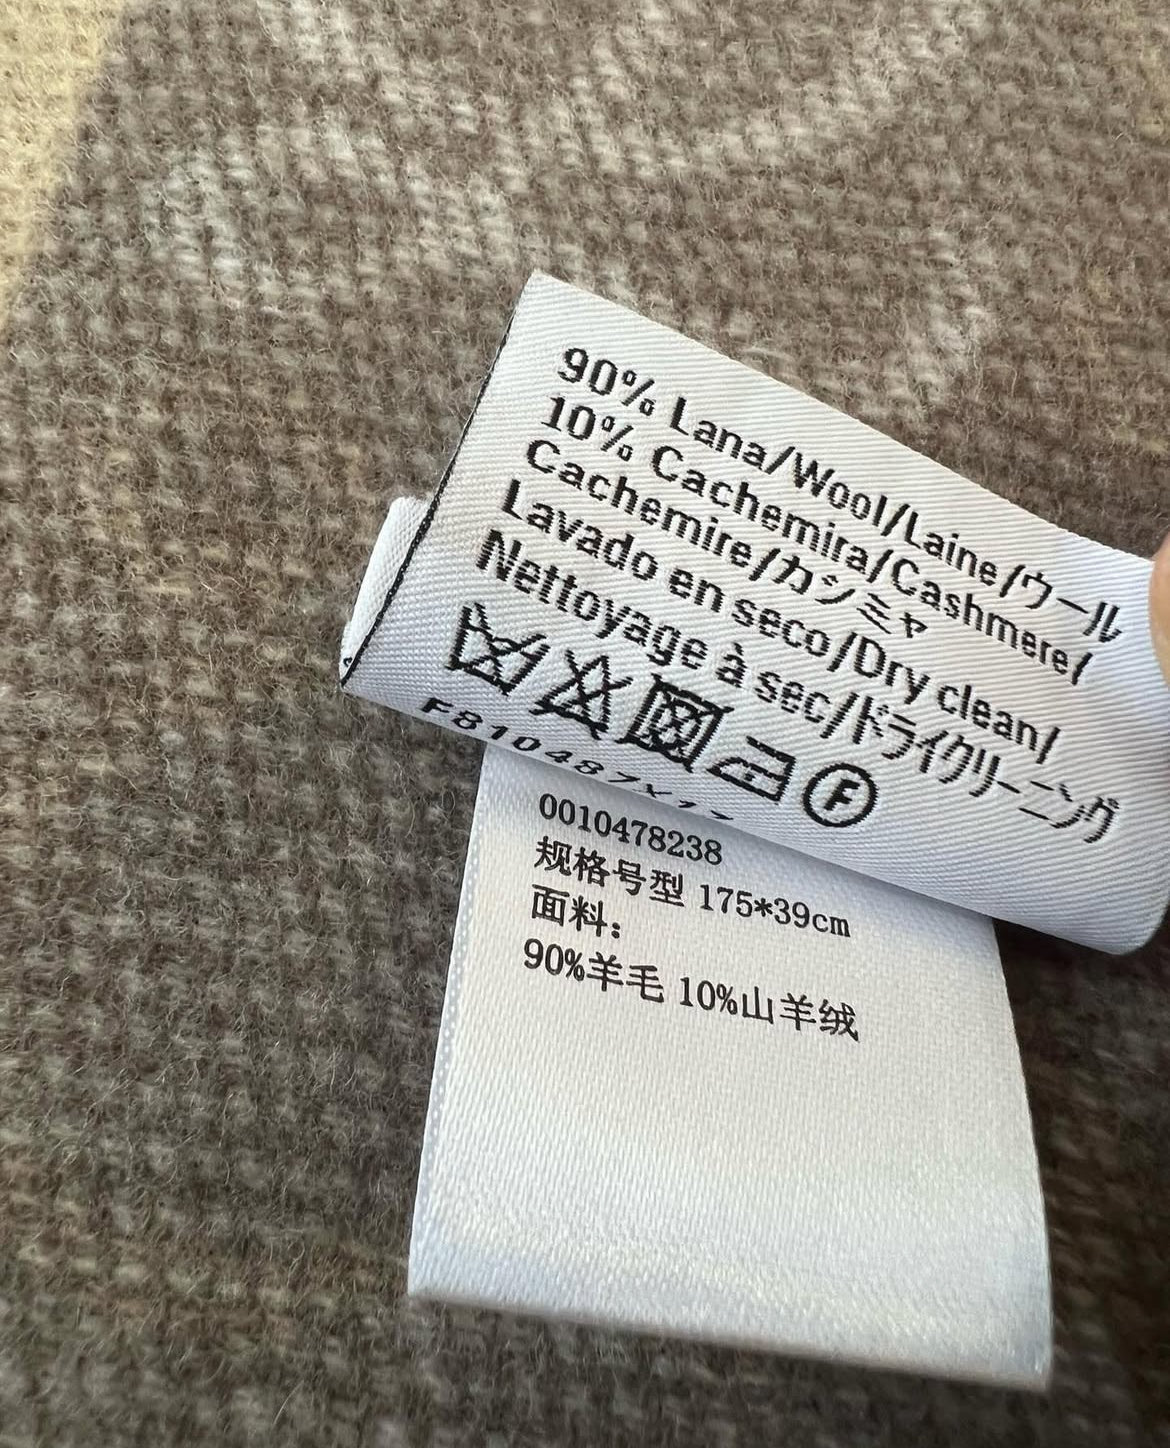 90% Lana/Wool/Laine/ウール
10% Cachemira/Cashmere/
Cachemire/カシミヤ
Lavado en seco/Dry clean/
Nettoyage à sec/ドライクリーニング
F
0010478238
规格号型 175*39cm
面料：
90%羊毛 10%山羊绒